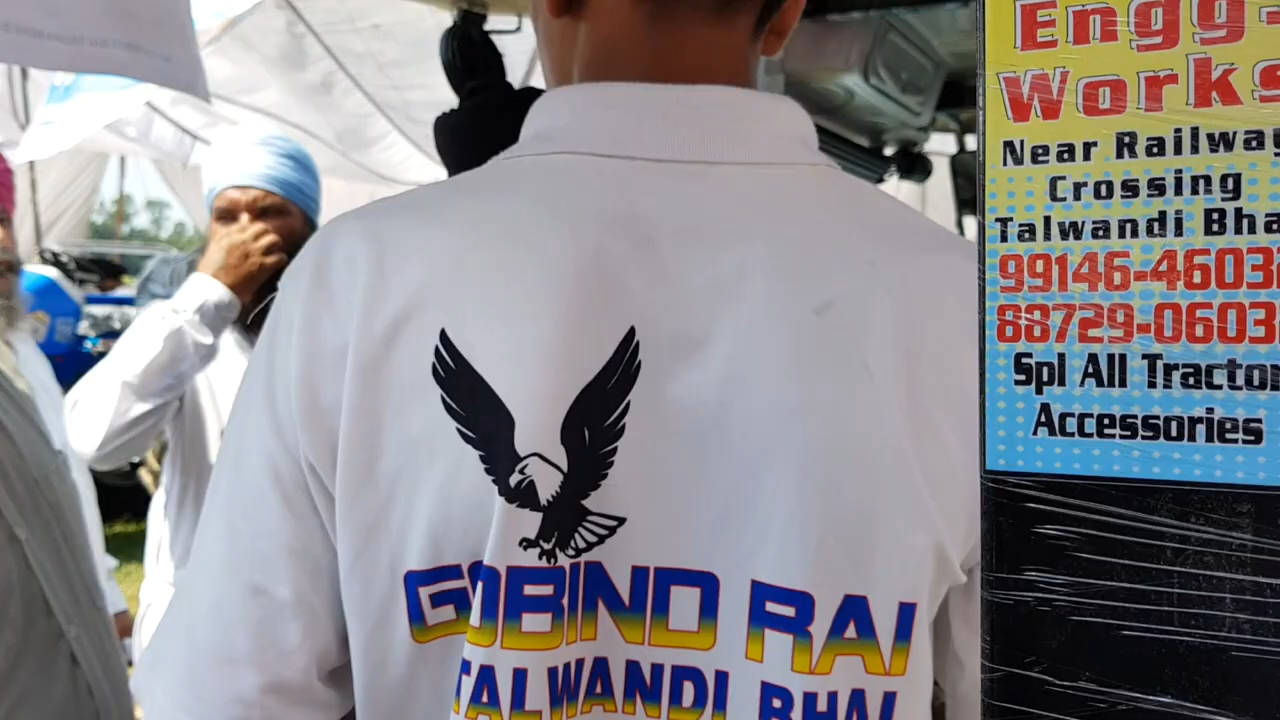 GOBIND RAI
TALWANDI BHAI
Engg-
Works
Near Railway
Crossing
Talwandi Bha
99146-4603
88729-0603
Spl All Tractor
Accessories